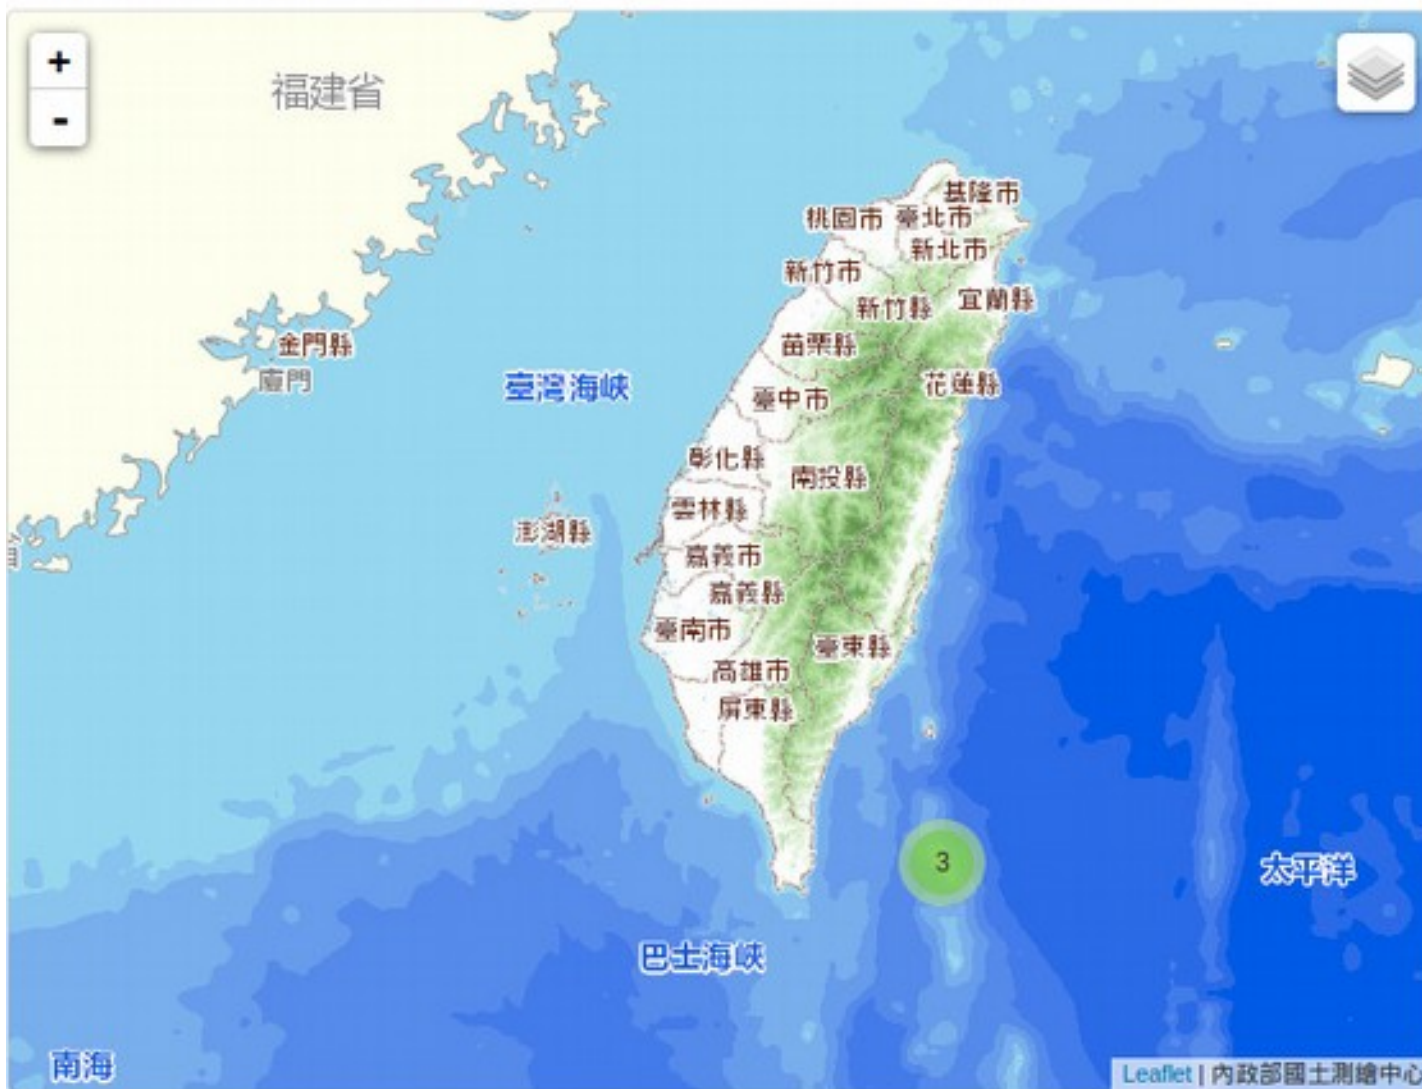 +
-
福建省
基隆市
桃園市 臺北市
新北市
新竹市
新竹縣 宜蘭縣
金門縣
苗栗縣
廈門
臺灣海峽
花蓮縣
臺中市
彰化縣
南投縣
雲林縣
澎湖縣
省
嘉義市
嘉義縣
臺南市
臺東縣
高雄市
屏東縣
3
太平洋
巴士海峽
南海
Leaflet | 內政部國土測繪中心